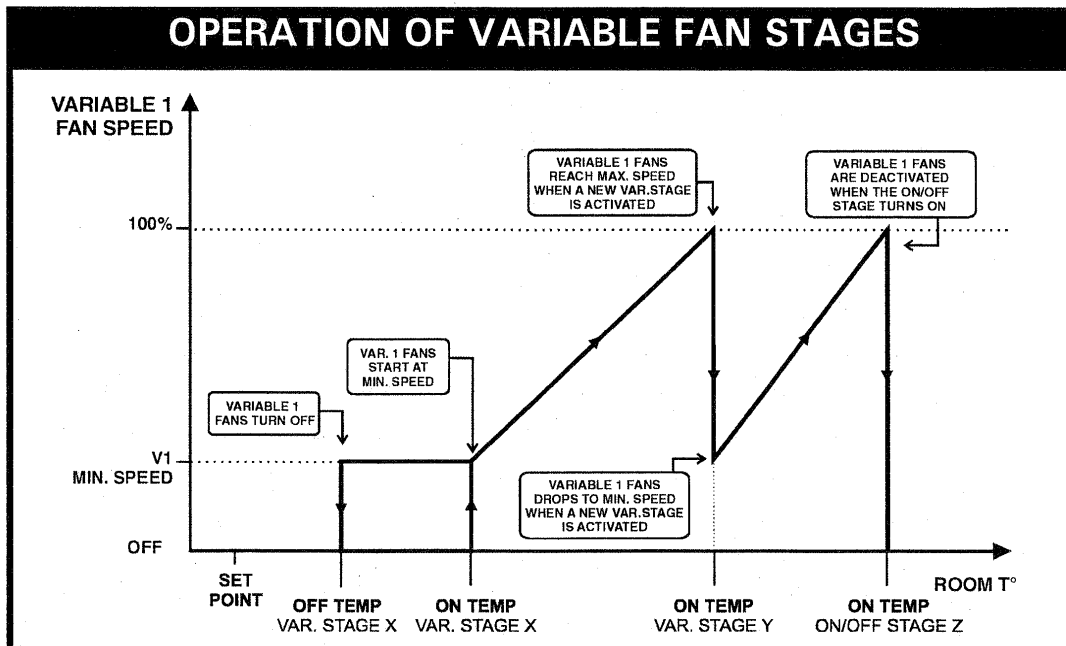 OPERATION OF VARIABLE FAN STAGES
VARIABLE 1
FAN SPEED
VARIABLE 1 FANS
REACH MAX. SPEED
WHEN A NEW VAR.STAGE
IS ACTIVATED
VARIABLE 1 FANS
ARE DEACTIVATED
WHEN THE ON/OFF
STAGE TURNS ON
100%
VAR. 1 FANS
START AT
MIN. SPEED
VARIABLE 1
FANS TURN OFF
V1
MIN. SPEED
VARIABLE 1 FANS
DROPS TO MIN. SPEED
WHEN A NEW VAR.STAGE
IS ACTIVATED
OFF
SET
POINT
ROOM T°
OFF TEMP
VAR. STAGE X
ON TEMP
VAR. STAGE X
ON TEMP
VAR. STAGE Y
ON TEMP
ON/OFF STAGE Z